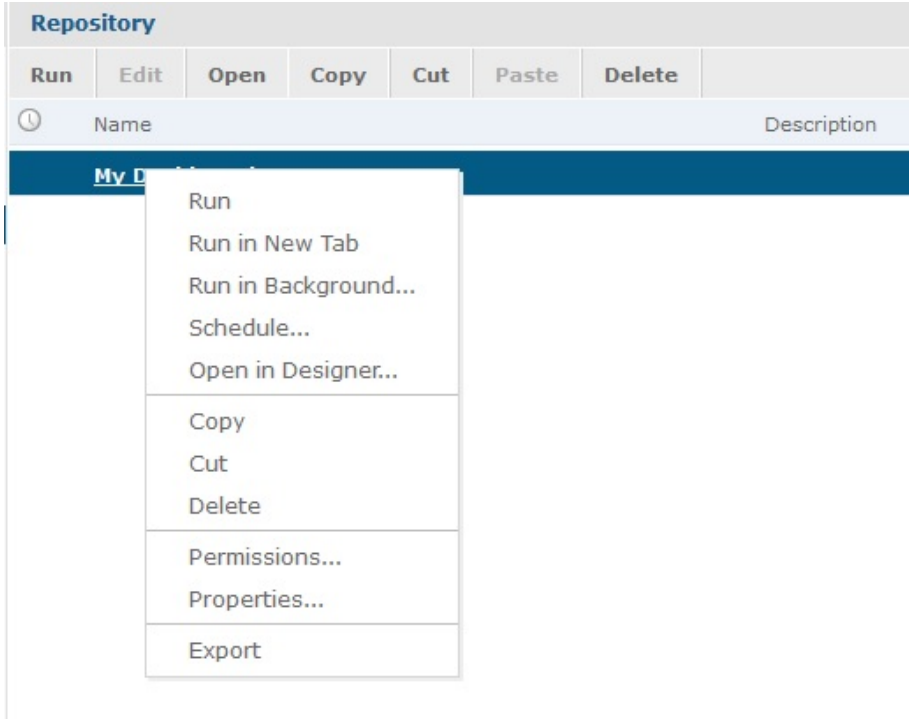 Repository
Run Edit Open Copy Cut Paste Delete
Name Description
My
Run
Run in New Tab
Run in Background...
Schedule...
Open in Designer...
Copy
Cut
Delete
Permissions...
Properties...
Export